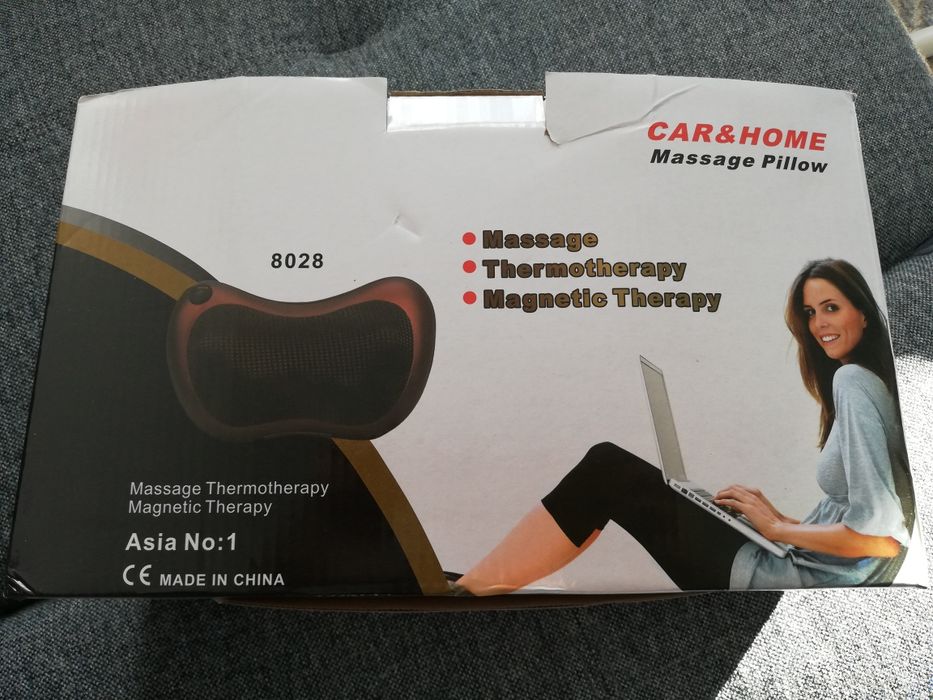 CAR&HOME
Massage Pillow
Massage
Thermotherapy
Magnetic Therapy
8028
Massage Thermotherapy
Magnetic Therapy
Asia No:1
CE MADE IN CHINA